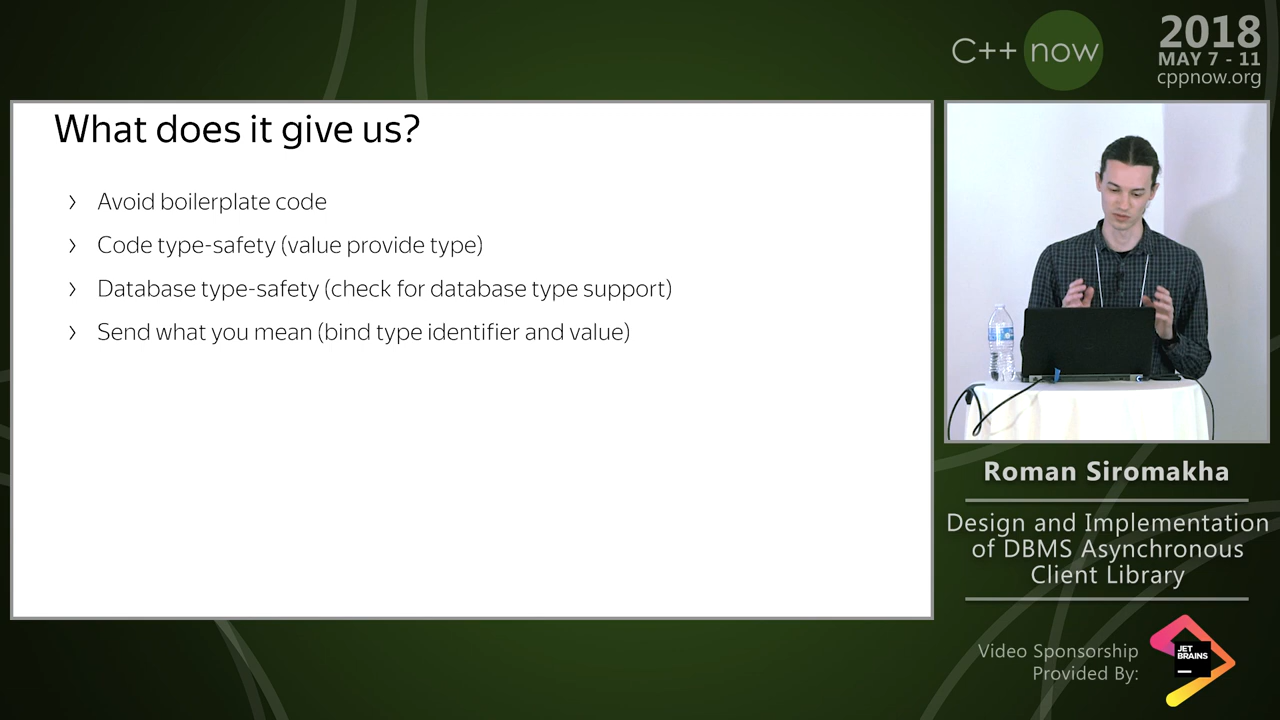 C++ now
2018
MAY 7 - 11
cppnow.org
What does it give us?
› Avoid boilerplate code
› Code type-safety (value provide type)
› Database type-safety (check for database type support)
› Send what you mean (bind type identifier and value)
Roman Siromakha
Design and Implementation
of DBMS Asynchronous
Client Library
Video Sponsorship
Provided By:
JET
BRAINS